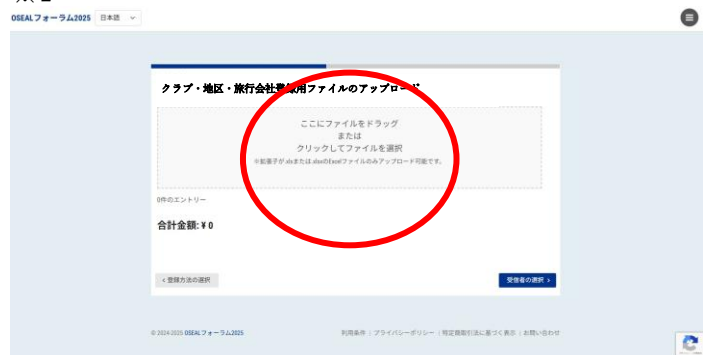 OSEALフォーラム2025 日本語
クラブ・地区・旅行会社登録用ファイルのアップロード
ここにファイルをドラッグ
または
クリックしてファイルを選択
※拡張子が.xlsまたは.xlsxのExcelファイルのみアップロード可能です。
0件のエントリー
合計金額: ¥ 0
‹ 登録方法の選択
受信者の選択 ›
© 2024-2025 OSEALフォーラム2025
利用条件 | プライバシーポリシー | 特定商取引法に基づく表示 | お問い合わせ